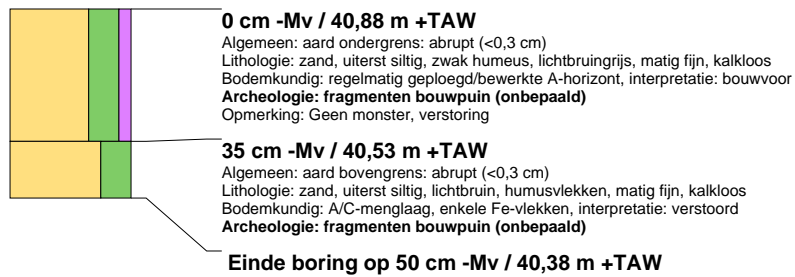 0 cm -Mv / 40,88 m +TAW
Algemeen: aard ondergrens: abrupt (<0,3 cm)
Lithologie: zand, uiterst siltig, zwak humeus, lichtbruingrijs, matig fijn, kalkloos
Bodemkundig: regelmatig geploegd/bewerkte A-horizont, interpretatie: bouwvoor
Archeologie: fragmenten bouwpuin (onbepaald)
Opmerking: Geen monster, verstoring
35 cm -Mv / 40,53 m +TAW
Algemeen: aard bovengrens: abrupt (<0,3 cm)
Lithologie: zand, uiterst siltig, lichtbruin, humusvlekken, matig fijn, kalkloos
Bodemkundig: A/C-menglaag, enkele Fe-vlekken, interpretatie: verstoord
Archeologie: fragmenten bouwpuin (onbepaald)
Einde boring op 50 cm -Mv / 40,38 m +TAW